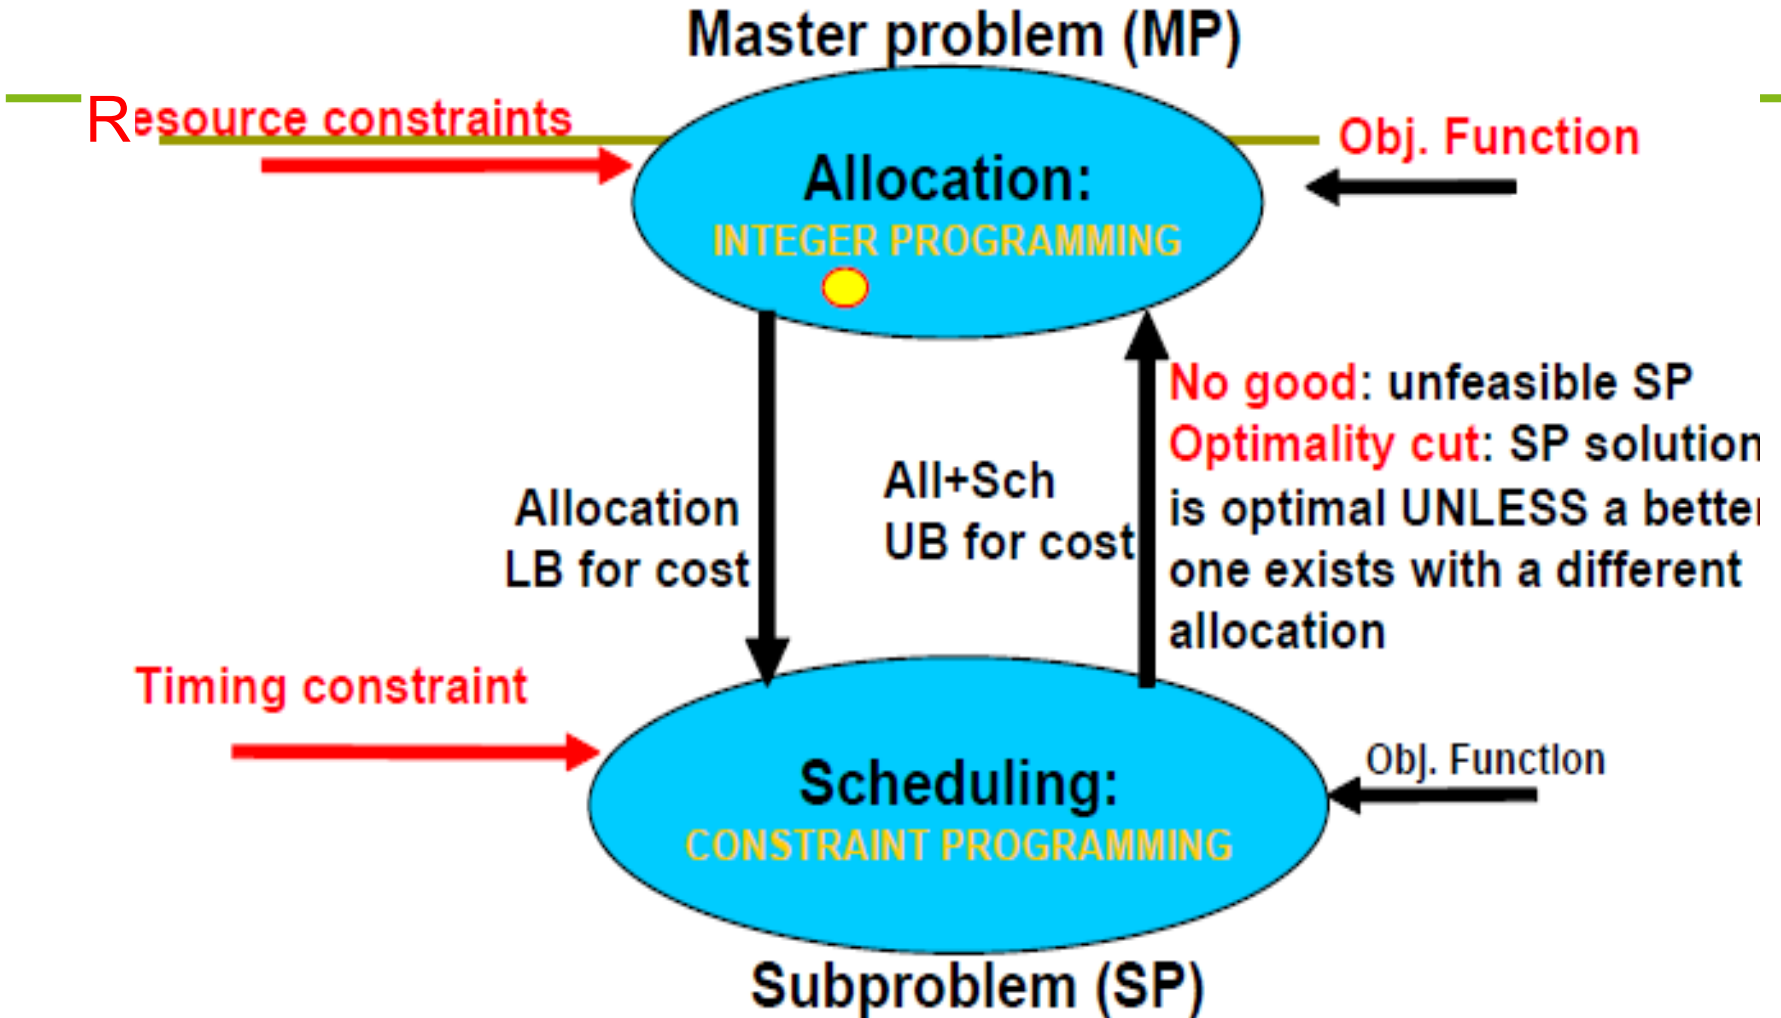 Master problem (MP)
Resource constraints
Obj. Function
Allocation:
INTEGER PROGRAMMING
No good: unfeasible SP
Optimality cut: SP solution
is optimal UNLESS a better
one exists with a different
allocation
All+Sch
UB for cost
Allocation
LB for cost
Timing constraint
Obj. Function
Scheduling:
CONSTRAINT PROGRAMMING
Subproblem (SP)